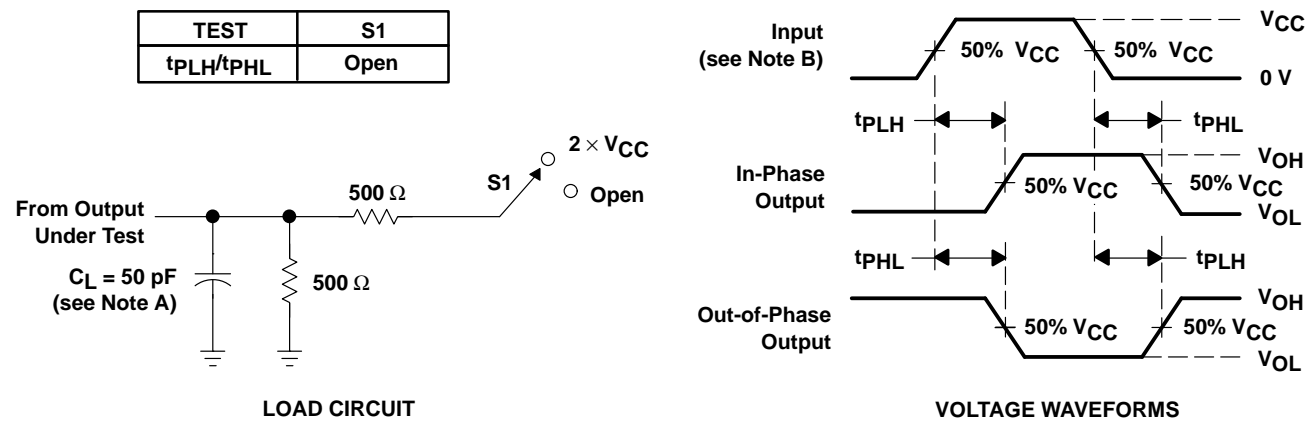 TEST S1
tPLH/tPHL Open
2 × VCC
S1
Open
500 Ω
From Output
Under Test
CL = 50 pF
(see Note A)
500 Ω
LOAD CIRCUIT
Input
(see Note B)
50% VCC
50% VCC
VCC
0 V
tPLH
tPHL
In-Phase
Output
50% VCC
50% VCC
VOH
VOL
tPHL
tPLH
Out-of-Phase
Output
50% VCC
50% VCC
VOH
VOL
VOLTAGE WAVEFORMS